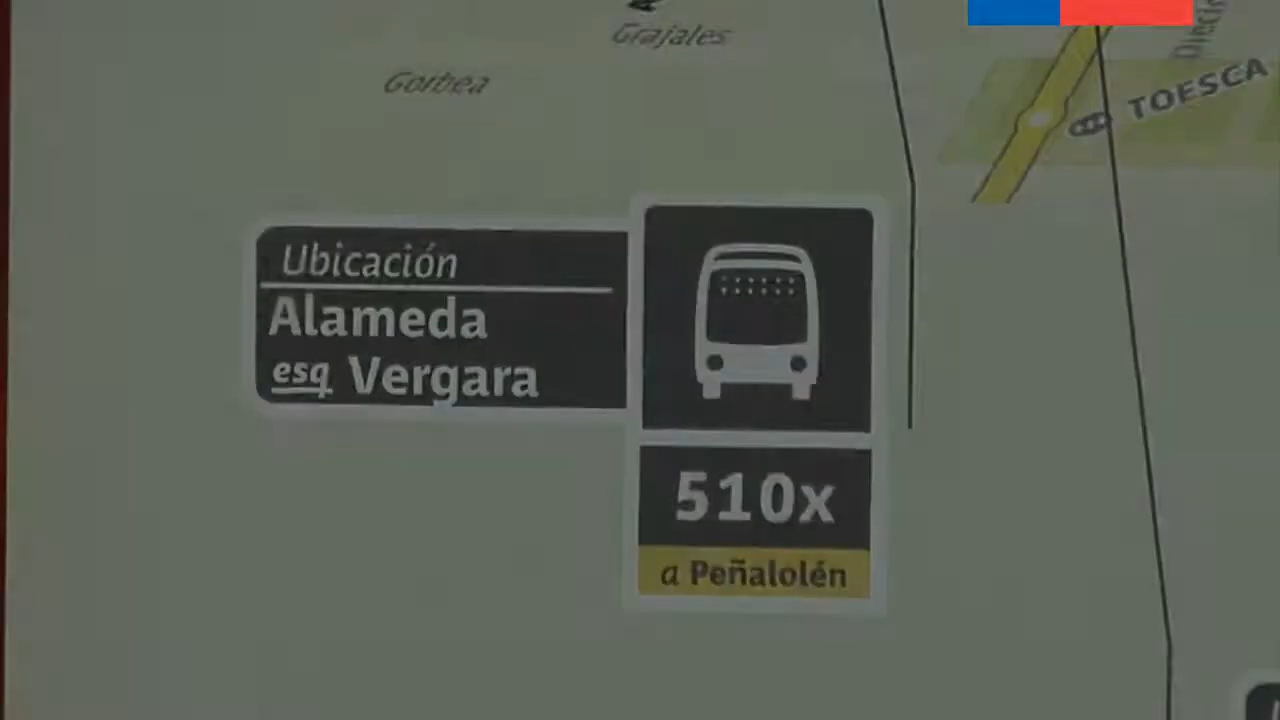 Grajales
Gorbea
TOESCA
Ubicación
Alameda
esq Vergara
510x
a Peñalolén